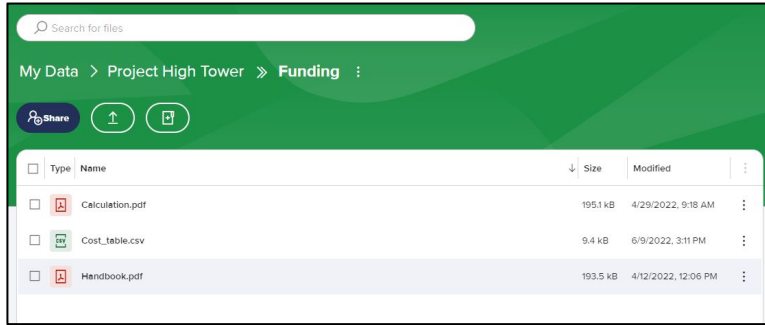 Search for files
My Data > Project High Tower » Funding
Share
Type Name Size Modified
Calculation.pdf 195.1 kB 4/29/2022, 9:18 AM
CSV Cost_table.csv 9.4 kB 6/9/2022, 3:11 PM
Handbook.pdf 193.5 kB 4/12/2022, 12:06 PM